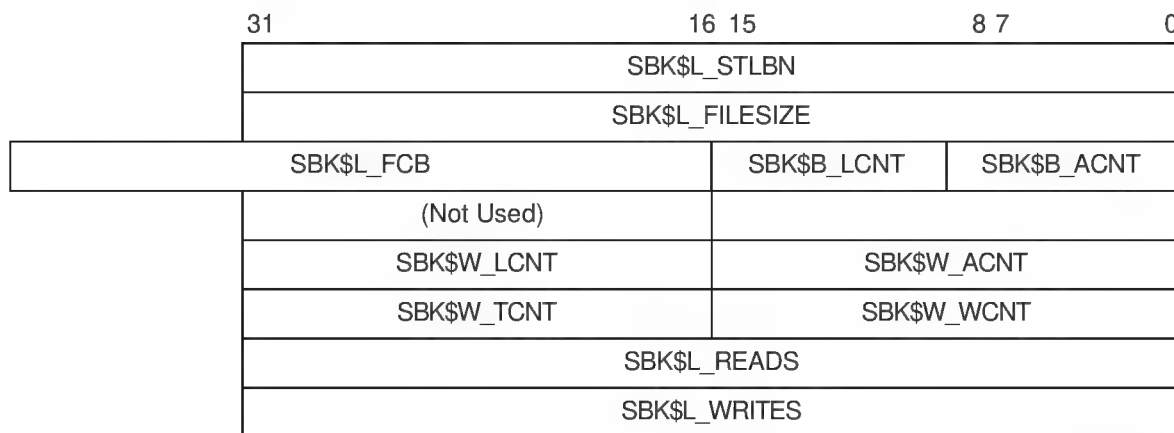 31 16 15 8 7 0
SBK$L_STLBN
SBK$L_FILESIZE
SBK$L_FCB SBK$B_LCNT SBK$B_ACNT
(Not Used)
SBK$W_LCNT SBK$W_ACNT
SBK$W_TCNT SBK$W_WCNT
SBK$L_READS
SBK$L_WRITES